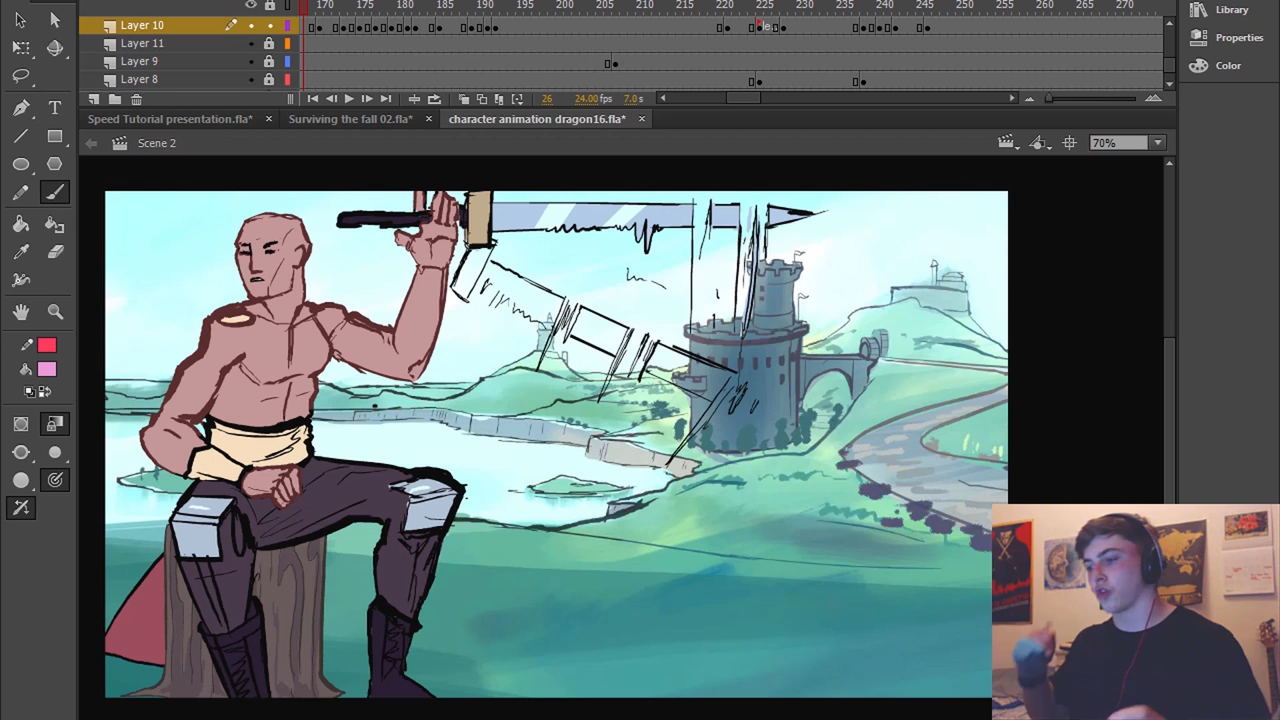 170 175 180 185 190 195 200 205 210 215 220 225 230 235 240 245 250 255 260 265 270
Layer 10
Layer 11
Layer 9
Layer 8
26 24.00 fps 7.0 s
Speed Tutorial presentation.fla* × Surviving the fall 02.fla* × character animation dragon16.fla* ×
Scene 2
70%
Library
Properties
Color
T